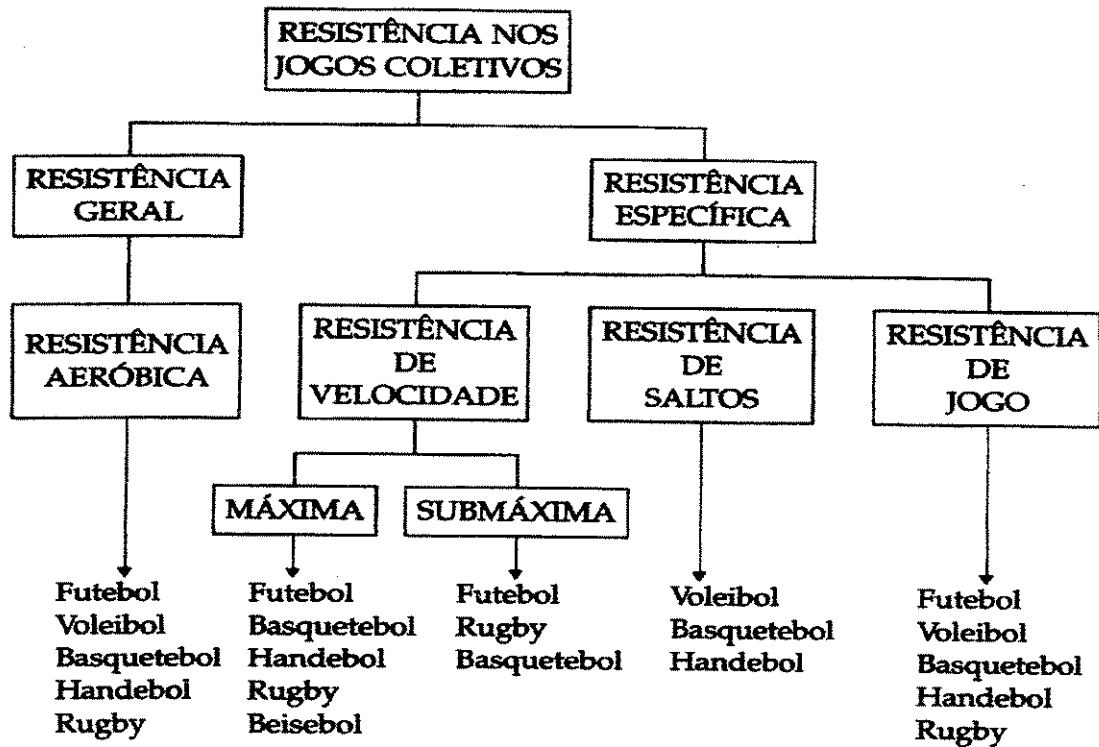 RESISTÊNCIA NOS
JOGOS COLETIVOS
RESISTÊNCIA
GERAL
RESISTÊNCIA
ESPECÍFICA
RESISTÊNCIA
AERÓBICA
RESISTÊNCIA
DE
VELOCIDADE
RESISTÊNCIA
DE
SALTOS
RESISTÊNCIA
DE
JOGO
MÁXIMA
SUBMÁXIMA
Futebol
Voleibol
Basquetebol
Handebol
Rugby
Futebol
Basquetebol
Handebol
Rugby
Beisebol
Futebol
Rugby
Basquetebol
Voleibol
Basquetebol
Handebol
Futebol
Voleibol
Basquetebol
Handebol
Rugby